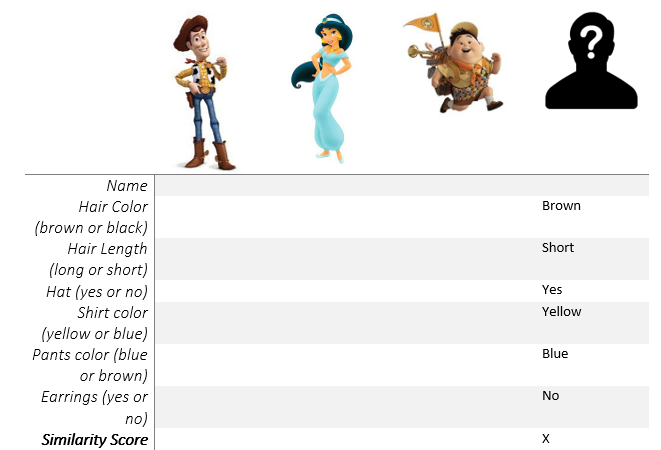 ?
Name
Hair Color
(brown or black)
Brown
Hair Length
(long or short)
Short
Hat (yes or no)
Yes
Shirt color
(yellow or blue)
Yellow
Pants color (blue
or brown)
Blue
Earrings (yes or
no)
No
Similarity Score
X